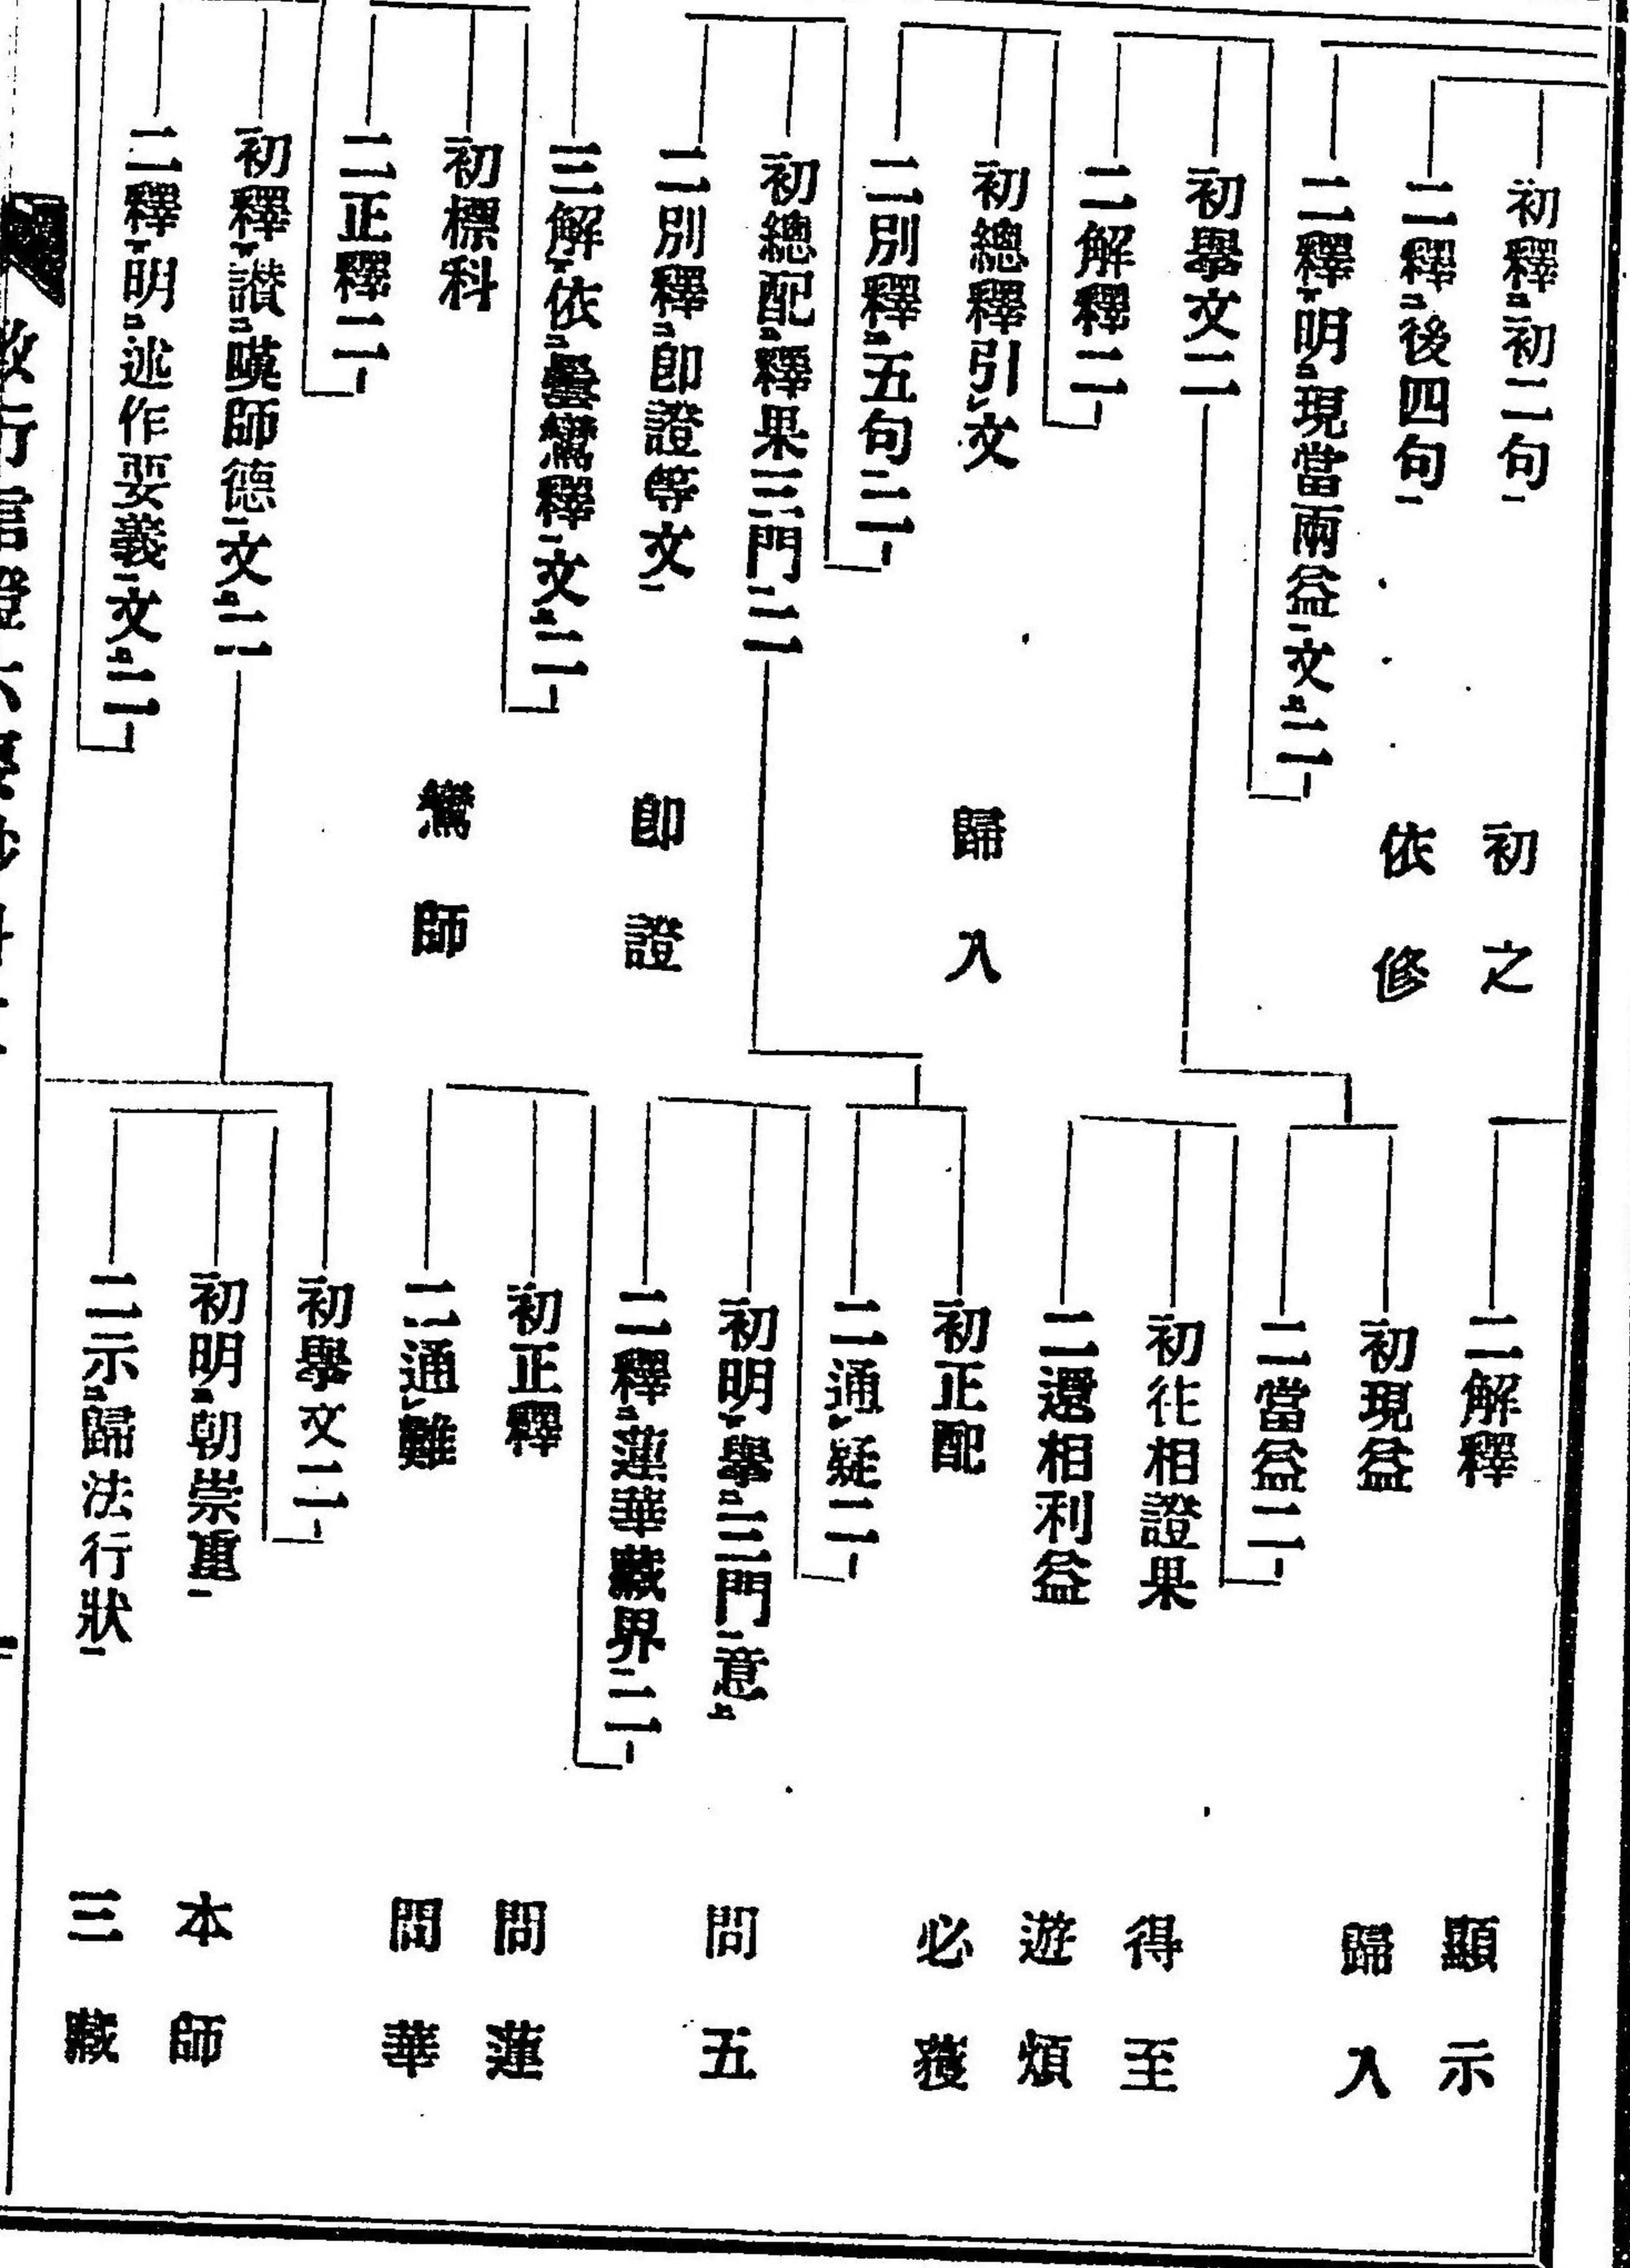 初釋初二句
初之
二釋後四句
依修
二釋明現當兩益文二
初擧文二
二解釋二
初總釋引文
歸入
二別釋五句二
初總配釋果三門二
二別釋卽證等文
卽證
三解依曇鸞釋文二
初標科
鸞師
二正釋二
初釋讃嘆師德文二
二釋明述作要義文二
二解釋
顯示
初現益
歸入
二當益二
初往相證果
得至
二還相利益
遊煩
初正配
必獲
二通疑二
初明擧三門意
問五
二釋蓮華藏界二
初正釋
問蓮
二通難
問華
初擧文二
初明朝崇重
本師
二示歸法行狀
三藏